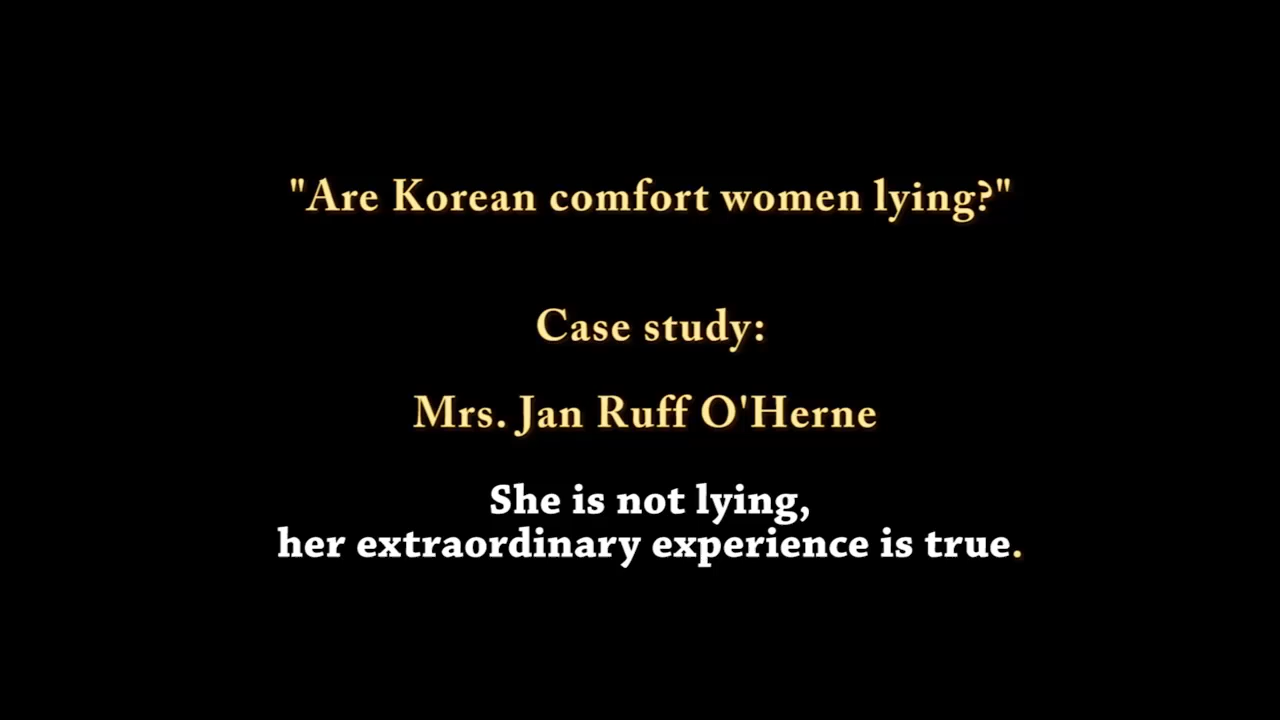 "Are Korean comfort women lying?"
Case study:
Mrs. Jan Ruff O'Herne
She is not lying,
her extraordinary experience is true.